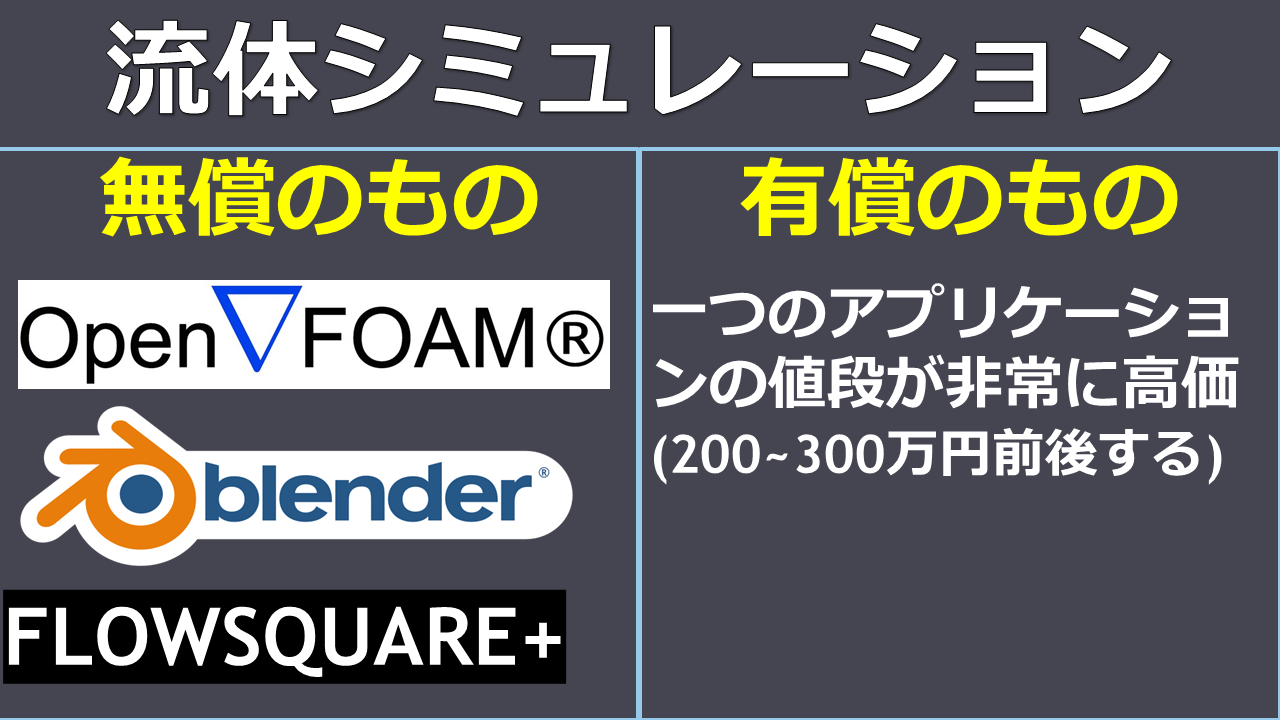 流体シミュレーション
無償のもの
Open▽FOAM®
blender®
FLOWSQUARE+
有償のもの
一つのアプリケーショ
ンの値段が非常に高価
(200~300万円前後する)